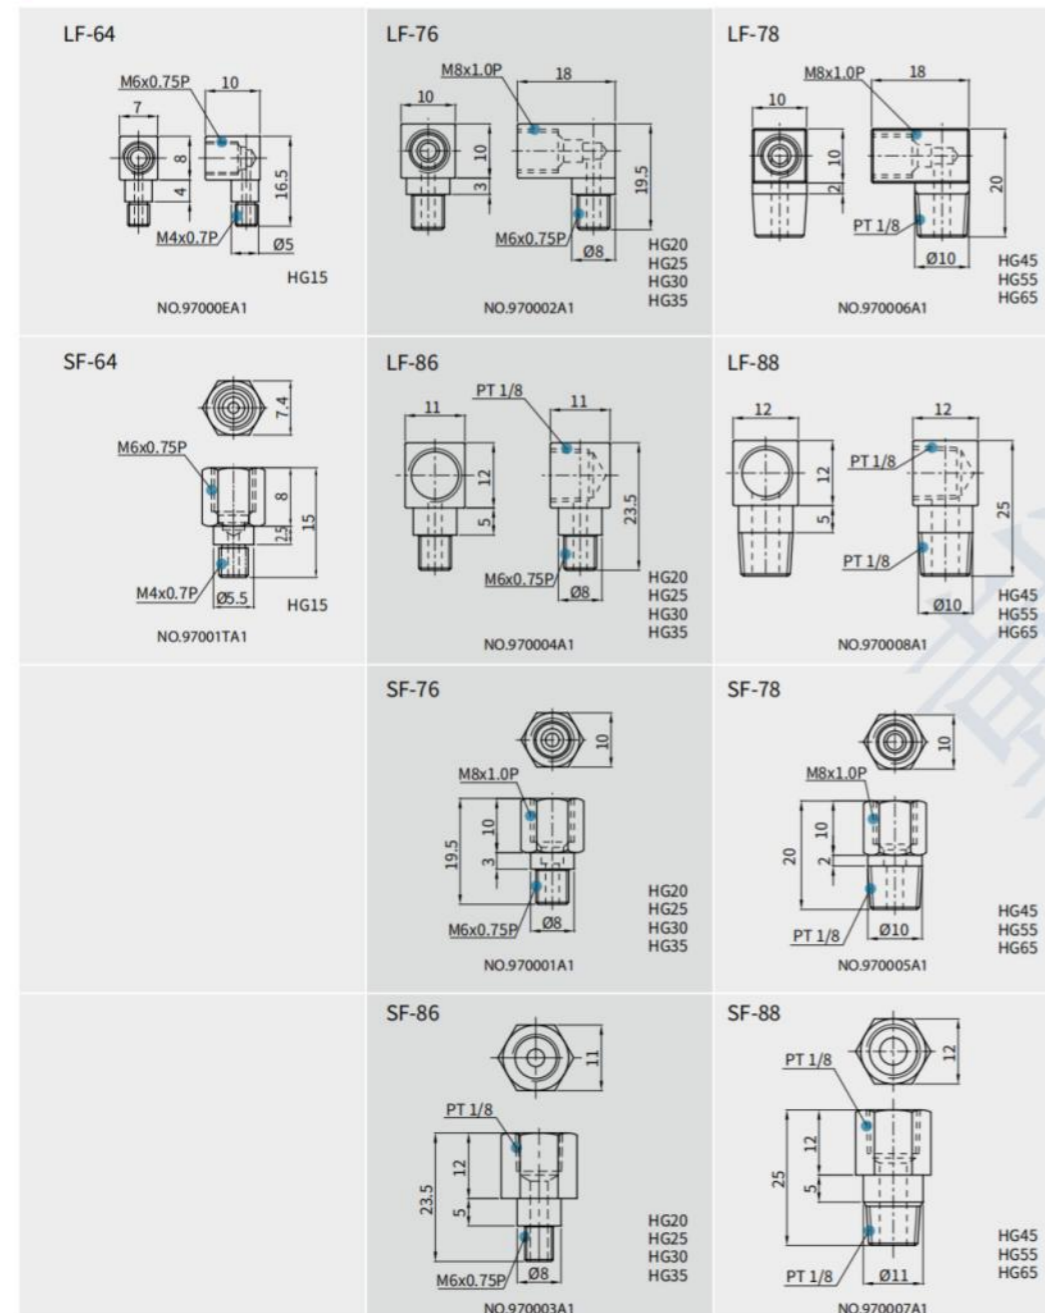 LF-64
M6x0.75P
10
7
8
4
16.5
M4x0.7P
Ø5
HG15
NO.97000EA1
LF-76
M8x1.0P
18
10
10
3
19.5
M6x0.75P
Ø8
HG20
HG25
HG30
HG35
NO.970002A1
LF-78
M8x1.0P
18
10
10
2
20
PT 1/8
Ø10
HG45
HG55
HG65
NO.970006A1
SF-64
7.4
M6x0.75P
8
2.5
15
M4x0.7P
Ø5.5
HG15
NO.97001TA1
LF-86
PT 1/8
11
11
12
5
23.5
M6x0.75P
Ø8
HG20
HG25
HG30
HG35
NO.970004A1
LF-88
12
12
PT 1/8
12
5
25
PT 1/8
Ø10
HG45
HG55
HG65
NO.970008A1
SF-76
10
M8x1.0P
10
3
19.5
M6x0.75P
Ø8
HG20
HG25
HG30
HG35
NO.970001A1
SF-78
10
M8x1.0P
10
2
20
PT 1/8
Ø10
HG45
HG55
HG65
NO.970005A1
SF-86
11
PT 1/8
12
5
23.5
M6x0.75P
Ø8
HG20
HG25
HG30
HG35
NO.970003A1
SF-88
12
PT 1/8
12
5
25
PT 1/8
Ø11
HG45
HG55
HG65
NO.970007A1